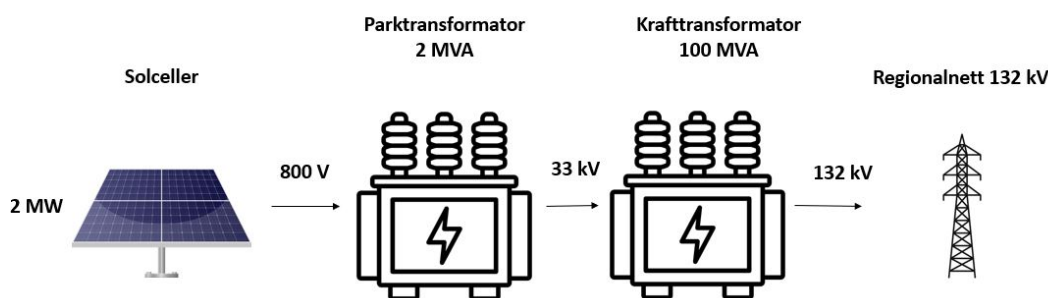 Parktransformator
2 MVA
Krafttransformator
100 MVA
Solceller
Regionalnett 132 kV
800 V
33 kV
132 kV
2 MW